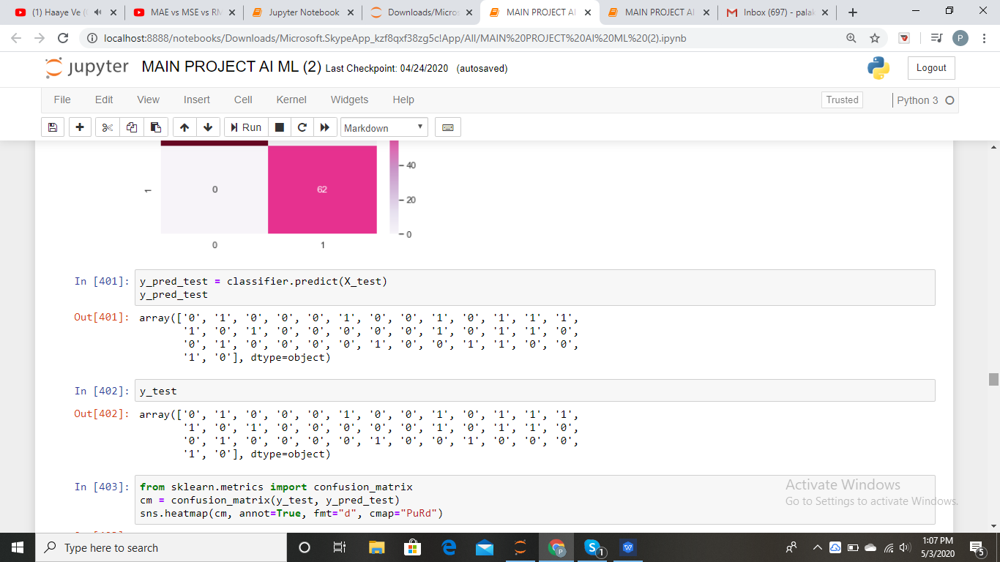 (1) Haaye Ve (
MAE vs MSE vs RM
Jupyter Notebook
Downloads/Micros
MAIN PROJECT AI
MAIN PROJECT AI
Inbox (697) - palak
localhost:8888/notebooks/Downloads/Microsoft.SkypeApp_kzf8qxf38zg5c!App/All/MAIN%20PROJECT%20AI%20ML%20(2).ipynb
P
jupyter MAIN PROJECT AI ML (2) Last Checkpoint: 04/24/2020 (autosaved)
Logout
File Edit View Insert Cell Kernel Widgets Help
Trusted
Python 3
Run
Markdown
40
1 0 62
20
0
0 1
In [401]: y_pred_test = classifier.predict(X_test)
y_pred_test
Out[401]: array(['0', '1', '0', '0', '0', '1', '0', '0', '1', '0', '1', '1', '1',
'1', '0', '1', '0', '0', '0', '0', '0', '1', '0', '1', '1', '0',
'0', '1', '0', '0', '0', '0', '1', '0', '0', '1', '1', '0', '0',
'1', '0'], dtype=object)
In [402]: y_test
Out[402]: array(['0', '1', '0', '0', '0', '1', '0', '0', '1', '0', '1', '1', '1',
'1', '0', '1', '0', '0', '0', '0', '0', '1', '0', '1', '1', '0',
'0', '1', '0', '0', '0', '0', '1', '0', '0', '1', '0', '0', '0',
'1', '0'], dtype=object)
In [403]: from sklearn.metrics import confusion_matrix
cm = confusion_matrix(y_test, y_pred_test)
sns.heatmap(cm, annot=True, fmt="d", cmap="PuRd")
Activate Windows
Go to Settings to activate Windows.
Type here to search
P
1
1:07 PM
5/3/2020
5